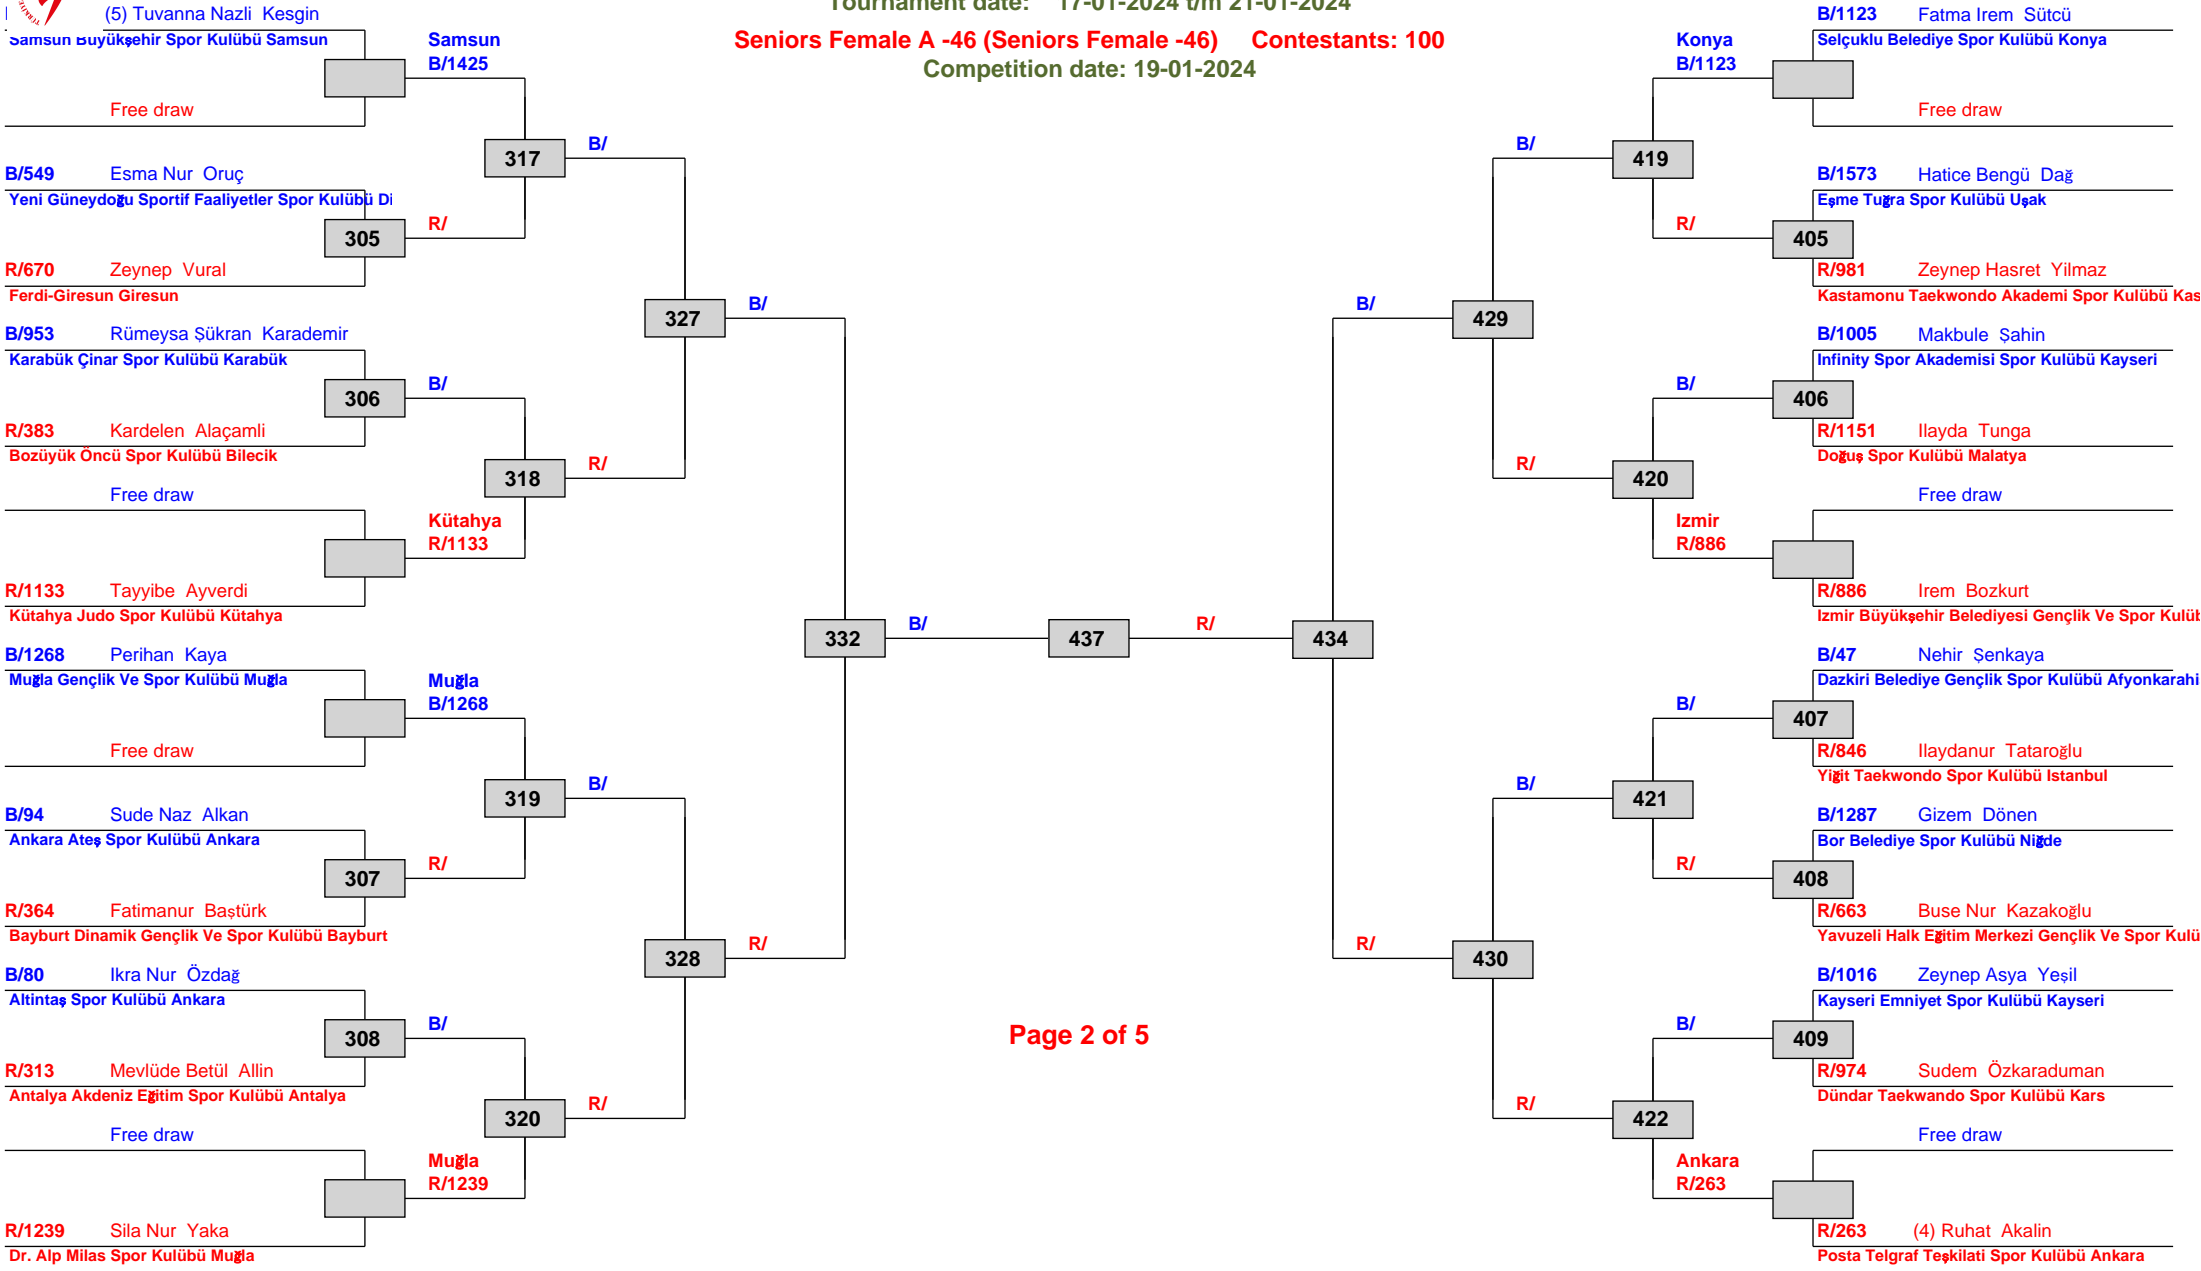 (5) Tuvanna Nazli Kesgin
Samsun Büyükşehir Spor Kulübü Samsun
Free draw
B/549 Esma Nur Oruç
Yeni Güneydoğu Sportif Faaliyetler Spor Kulübü Di
R/670 Zeynep Vural
Ferdi-Giresun Giresun
B/953 Rümeysa Şükran Karademir
Karabük Çinar Spor Kulübü Karabük
R/383 Kardelen Alaçamli
Bozüyük Öncü Spor Kulübü Bilecik
Free draw
R/1133 Tayyibe Ayverdi
Kütahya Judo Spor Kulübü Kütahya
B/1268 Perihan Kaya
Muğla Gençlik Ve Spor Kulübü Muğla
Free draw
B/94 Sude Naz Alkan
Ankara Ateş Spor Kulübü Ankara
R/364 Fatimanur Baştürk
Bayburt Dinamik Gençlik Ve Spor Kulübü Bayburt
B/80 Ikra Nur Özdağ
Altintaş Spor Kulübü Ankara
R/313 Mevlüde Betül Allin
Antalya Akdeniz Eğitim Spor Kulübü Antalya
Free draw
R/1239 Sila Nur Yaka
Dr. Alp Milas Spor Kulübü Muğla
305
306
307
308
Samsun
B/1425
R/
B/
Kütahya
R/1133
Muğla
B/1268
R/
B/
Muğla
R/1239
317
318
319
320
B/
R/
B/
R/
327
328
B/
R/
332
B/
Tournament date: 17-01-2024 t/m 21-01-2024
Seniors Female A -46 (Seniors Female -46) Contestants: 100
Competition date: 19-01-2024
437
Page 2 of 5
R/
434
B/
R/
429
430
B/
R/
B/
R/
419
420
421
422
Konya
B/1123
R/
B/
Izmir
R/886
B/
R/
B/
Ankara
R/263
405
406
407
408
409
B/1123 Fatma Irem Sütcü
Selçuklu Belediye Spor Kulübü Konya
Free draw
B/1573 Hatice Bengü Dağ
Eşme Tuğra Spor Kulübü Uşak
R/981 Zeynep Hasret Yilmaz
Kastamonu Taekwondo Akademi Spor Kulübü Kas
B/1005 Makbule Şahin
Infinity Spor Akademisi Spor Kulübü Kayseri
R/1151 Ilayda Tunga
Doğuş Spor Kulübü Malatya
Free draw
R/886 Irem Bozkurt
Izmir Büyükşehir Belediyesi Gençlik Ve Spor Kulüb
B/47 Nehir Şenkaya
Dazkiri Belediye Gençlik Spor Kulübü Afyonkarahi
R/846 Ilaydanur Tataroğlu
Yiğit Taekwondo Spor Kulübü Istanbul
B/1287 Gizem Dönen
Bor Belediye Spor Kulübü Niğde
R/663 Buse Nur Kazakoğlu
Yavuzeli Halk Eğitim Merkezi Gençlik Ve Spor Kulü
B/1016 Zeynep Asya Yeşil
Kayseri Emniyet Spor Kulübü Kayseri
R/974 Sudem Özkaraduman
Dündar Taekwando Spor Kulübü Kars
Free draw
R/263 (4) Ruhat Akalin
Posta Telgraf Teşkilati Spor Kulübü Ankara